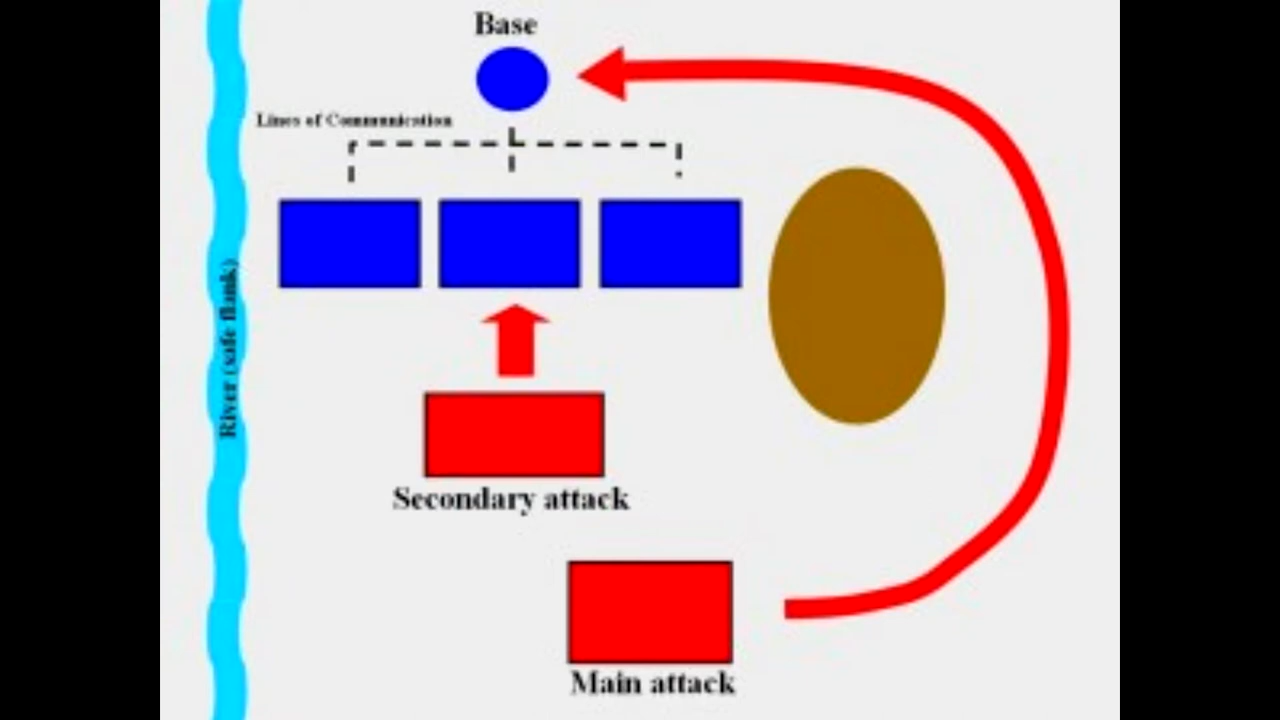 Base
Lines of Communication
River (safe flank)
Secondary attack
Main attack